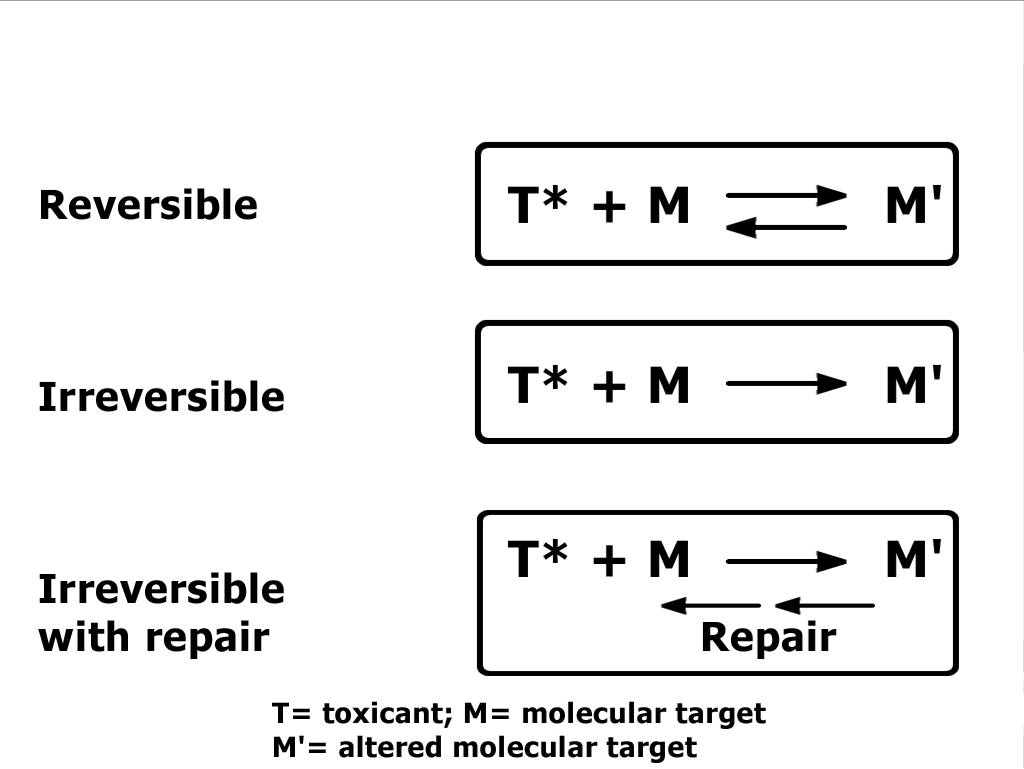 Reversible
T* + M M'
Irreversible
T* + M M'
Irreversible
with repair
T* + M M'
Repair
T= toxicant; M= molecular target
M'= altered molecular target